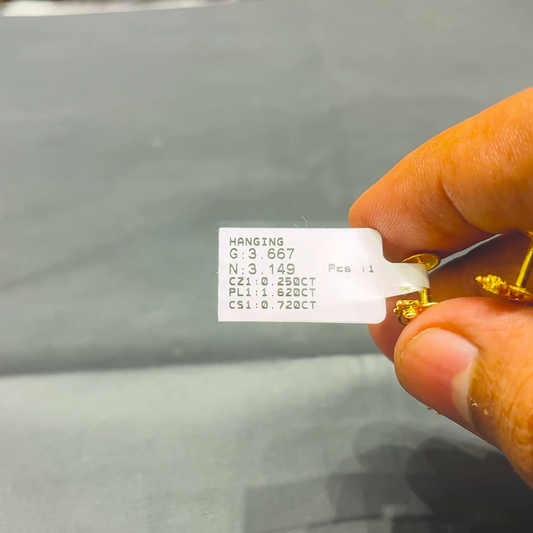 HANGING
G:3.667
N:3.149 Pcs :1
CZ1:0.250CT
PL1:1.620CT
CS1:0.720CT